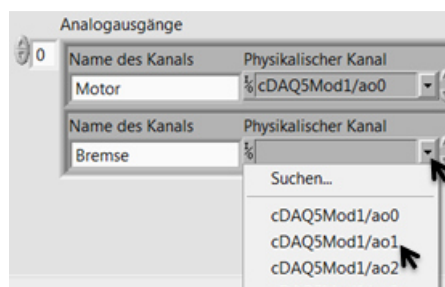 Analogausgänge
0
Name des Kanals Physikalischer Kanal
Motor cDAQ5Mod1/ao0
Name des Kanals Physikalischer Kanal
Bremse
Suchen...
cDAQ5Mod1/ao0
cDAQ5Mod1/ao1
cDAQ5Mod1/ao2